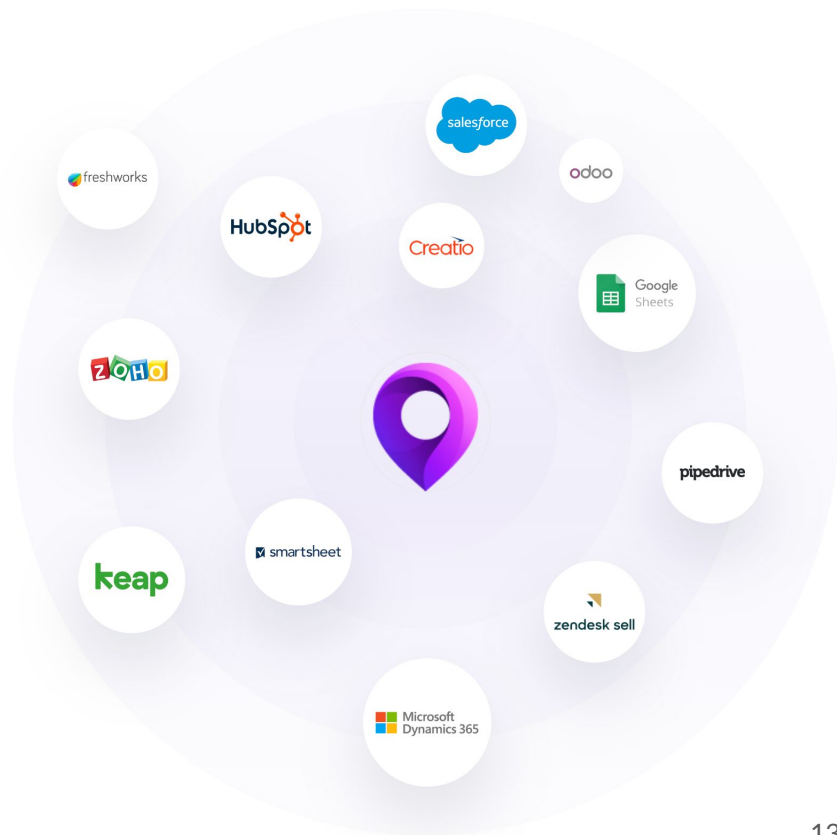 salesforce
odoo
freshworks
HubSpot
Creatio
Google
Sheets
ZOHO
pipedrive
smartsheet
keap
zendesk sell
Microsoft
Dynamics 365
13